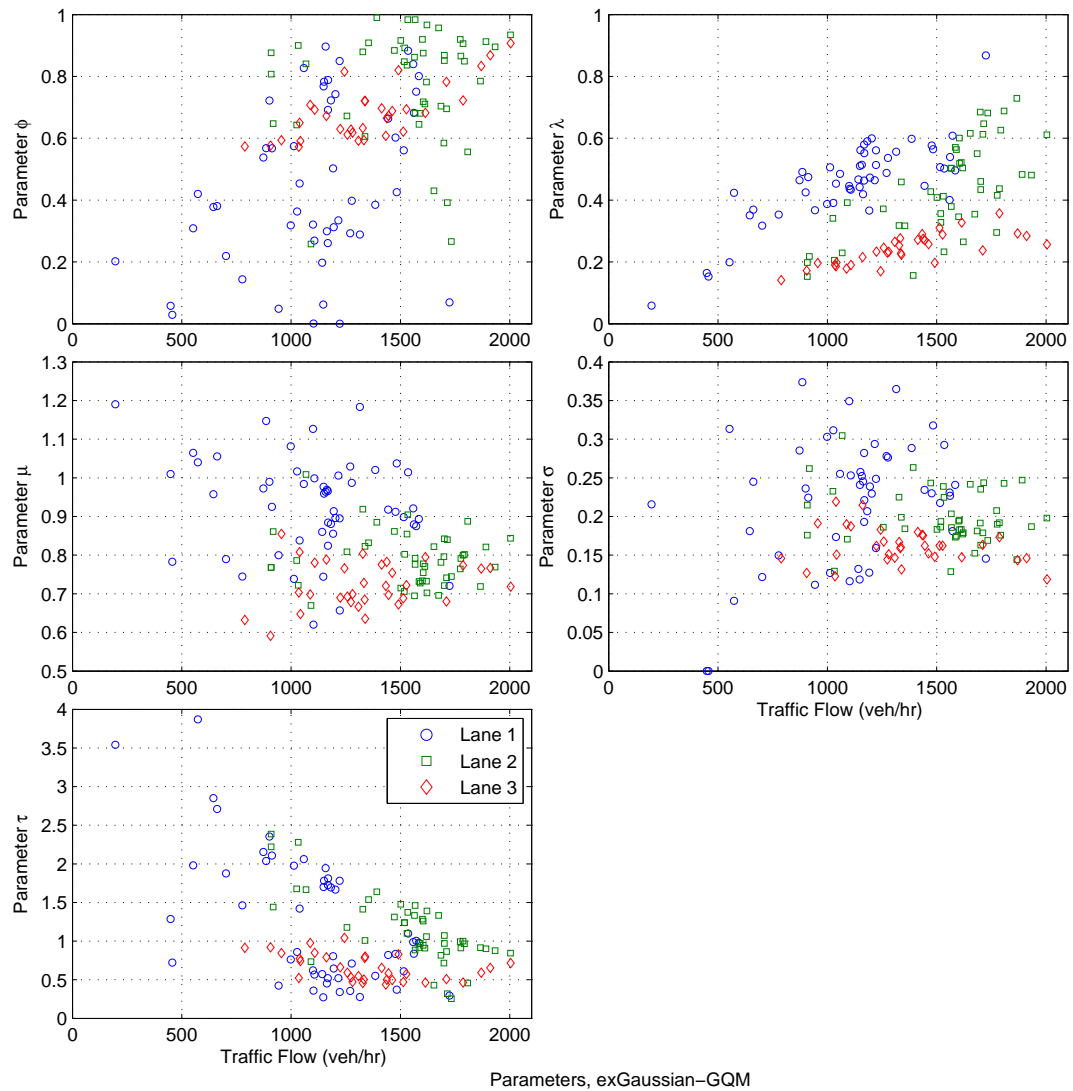 1
0.8
0.6
0.4
0.2
0
Parameter ϕ
0 500 1000 1500 2000
1
0.8
0.6
0.4
0.2
0
Parameter λ
0 500 1000 1500 2000
1.3
1.2
1.1
1
0.9
0.8
0.7
0.6
0.5
Parameter μ
0 500 1000 1500 2000
0.4
0.35
0.3
0.25
0.2
0.15
0.1
0.05
0
Parameter σ
0 500 1000 1500 2000
Traffic Flow (veh/hr)
4
3.5
3
2.5
2
1.5
1
0.5
0
Parameter τ
Lane 1
Lane 2
Lane 3
0 500 1000 1500 2000
Traffic Flow (veh/hr)
Parameters, exGaussian−GQM